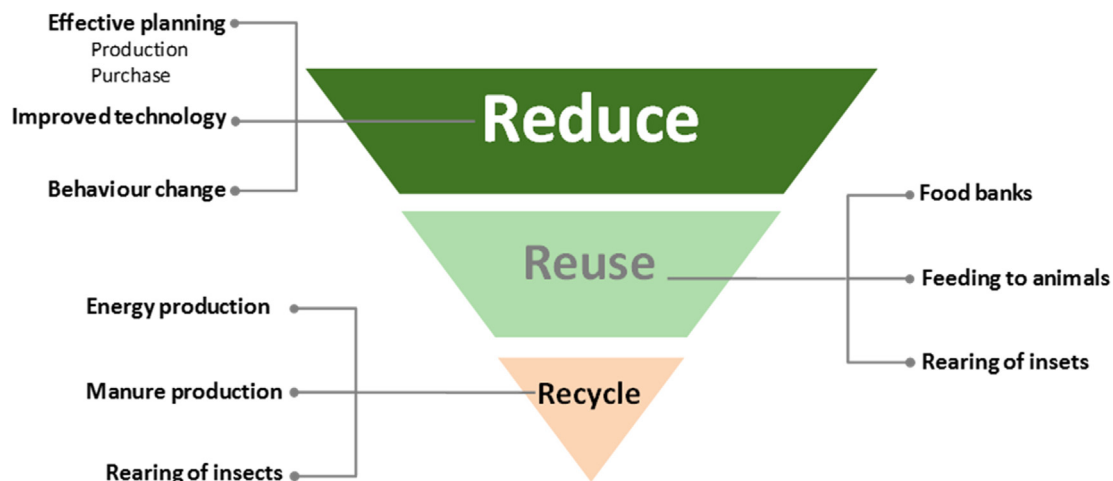 Effective planning
Production
Purchase
Improved technology
Behaviour change
Reduce
Reuse
Food banks
Feeding to animals
Rearing of insets
Energy production
Manure production
Rearing of insects
Recycle